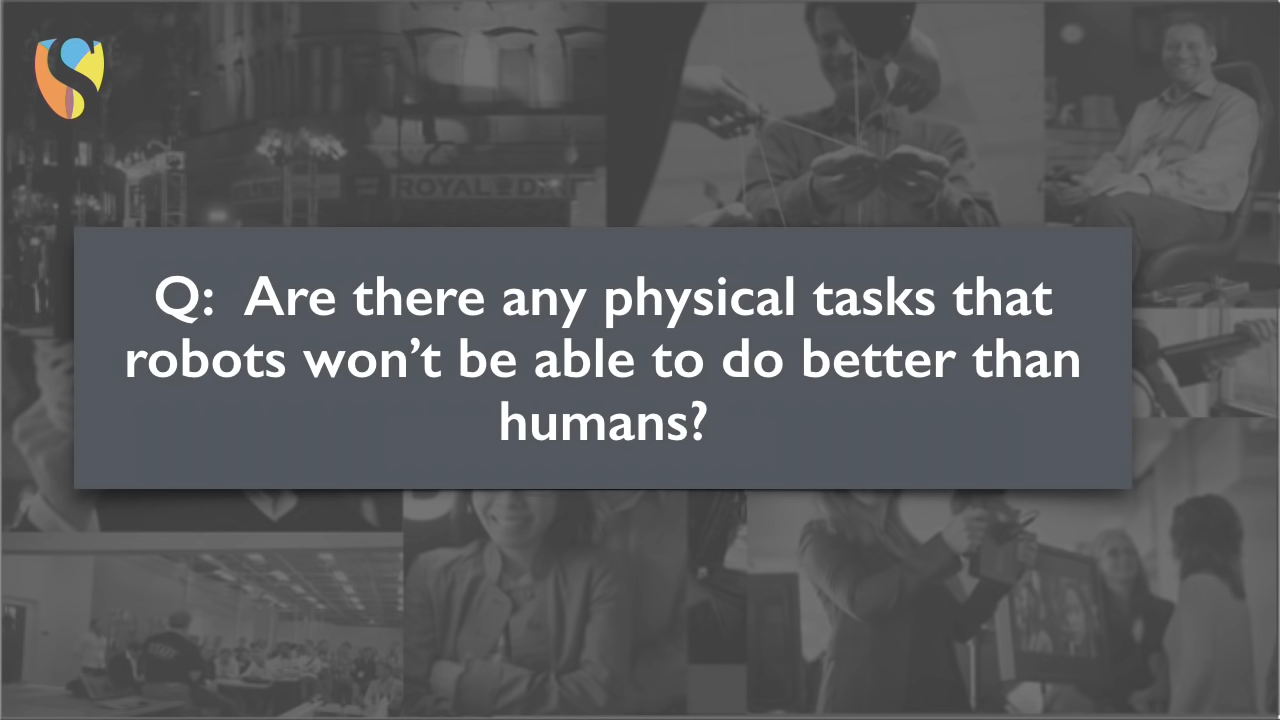 ROYAL
Q: Are there any physical tasks that
robots won’t be able to do better than
humans?